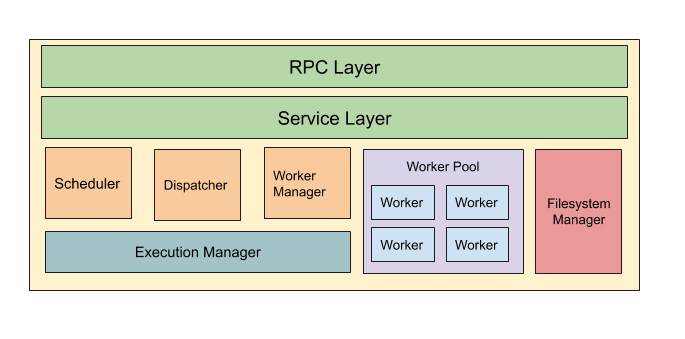 RPC Layer
Service Layer
Scheduler
Dispatcher
Worker
Manager
Worker Pool
Worker
Worker
Worker
Worker
Filesystem
Manager
Execution Manager